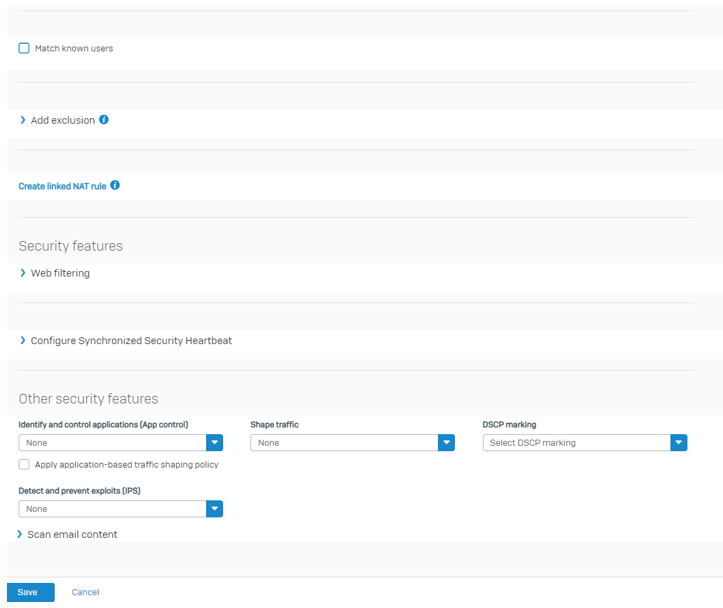 Match known users
Add exclusion
Create linked NAT rule
Security features
Web filtering
Configure Synchronized Security Heartbeat
Other security features
Identify and control applications (App control) Shape traffic DSCP marking
None None Select DSCP marking
Apply application-based traffic shaping policy
Detect and prevent exploits (IPS)
None
Scan email content
Save Cancel